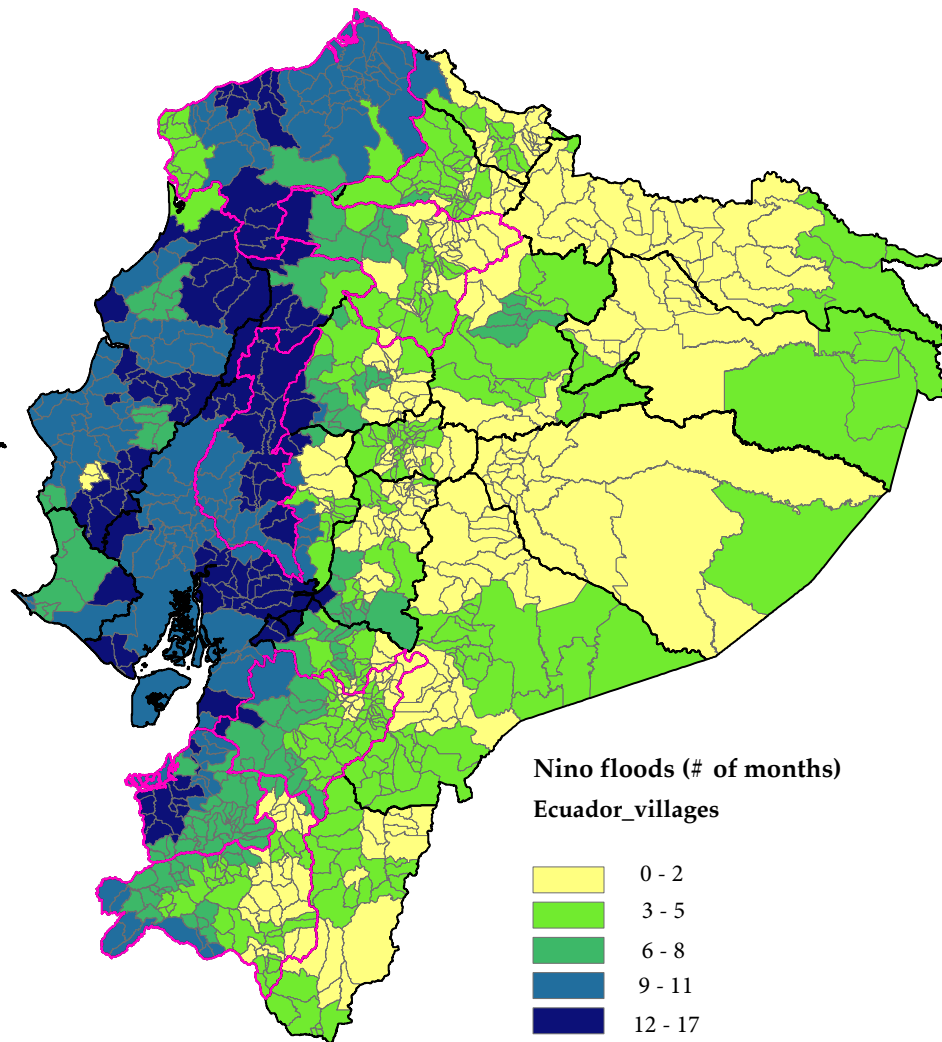 Nino floods (# of months)
Ecuador_villages
0 - 2
3 - 5
6 - 8
9 - 11
12 - 17